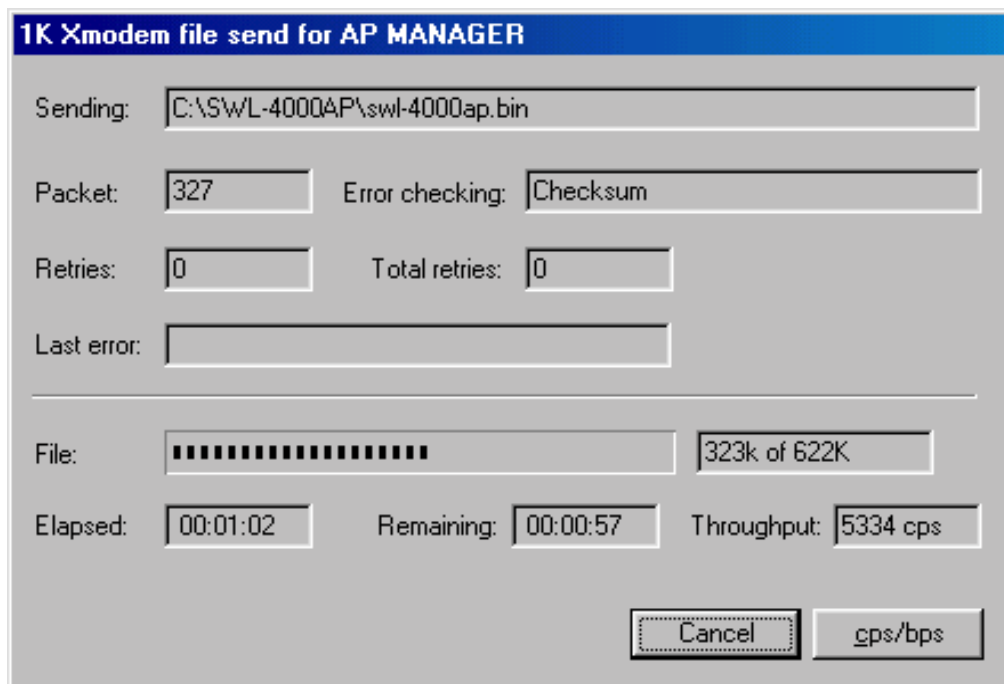 1K Xmodem file send for AP MANAGER
Sending: C:\SWL-4000AP\swl-4000ap.bin
Packet: 327 Error checking: Checksum
Retries: 0 Total retries: 0
Last error:
File: 323k of 622K
Elapsed: 00:01:02 Remaining: 00:00:57 Throughput: 5334 cps
Cancel cps/bps